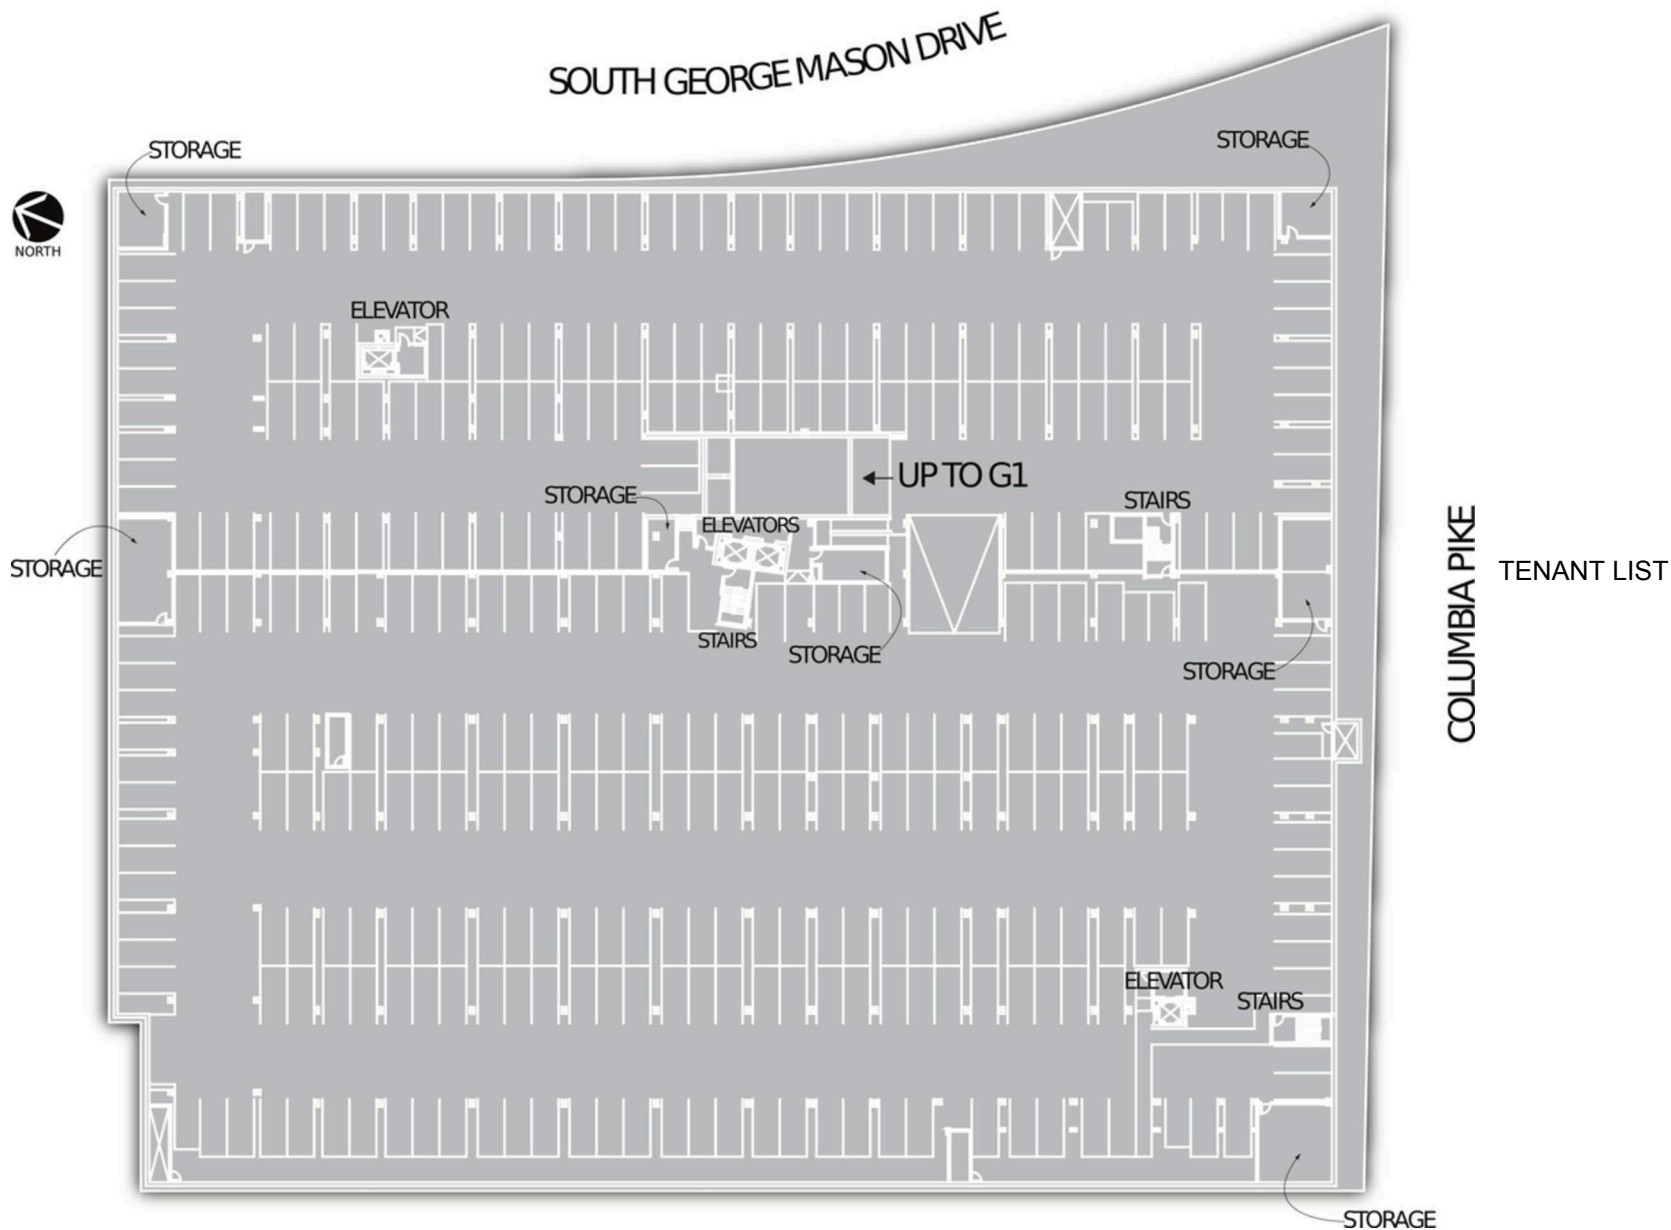 SOUTH GEORGE MASON DRIVE
STORAGE
STORAGE
NORTH
ELEVATOR
UP TO G1
STORAGE
STAIRS
ELEVATORS
STORAGE
COLUMBIA PIKE
TENANT LIST
STAIRS
STORAGE
STORAGE
ELEVATOR
STAIRS
STORAGE